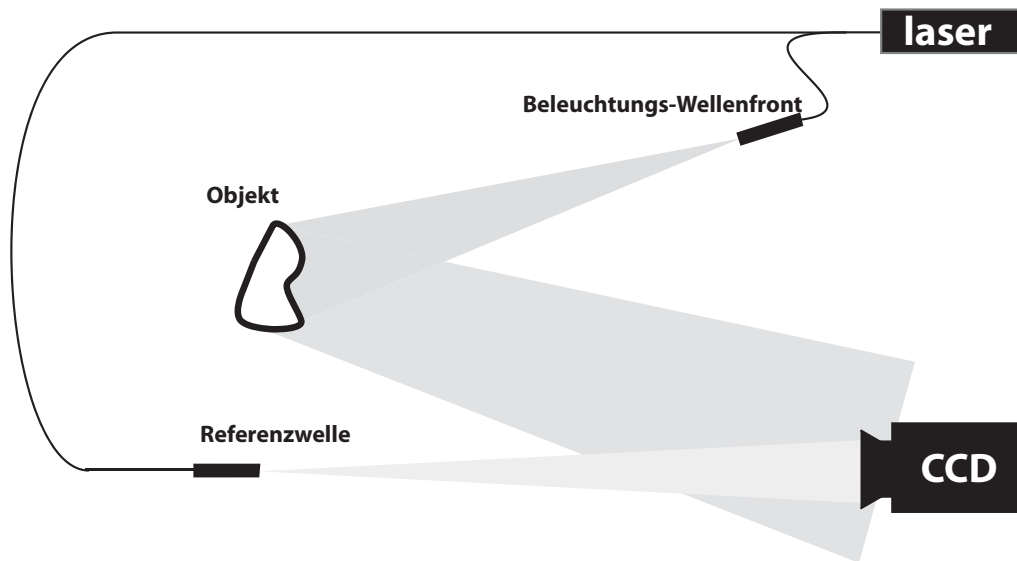 laser
Beleuchtungs-Wellenfront
Objekt
Referenzwelle
CCD